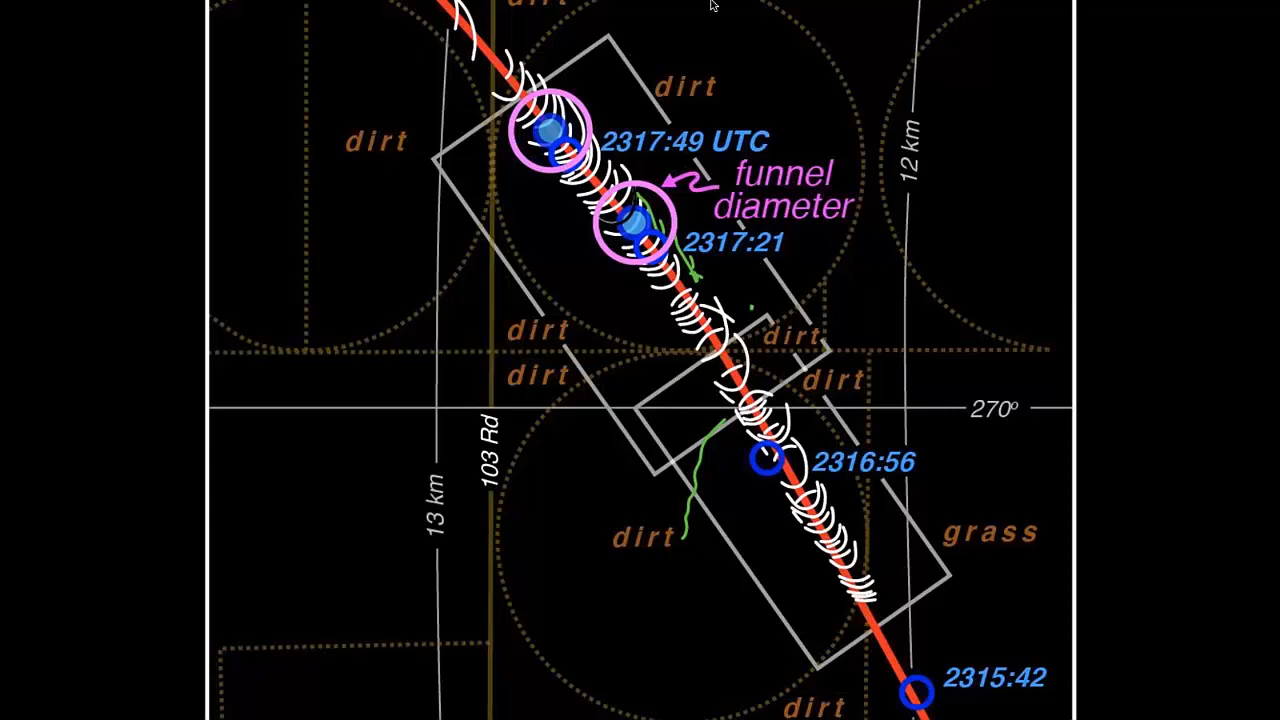 dirt
dirt
dirt
2317:49 UTC
12 km
funnel
diameter
2317:21
dirt
dirt
dirt
dirt
270º
103 Rd
13 km
2316:56
dirt
grass
2315:42
dirt